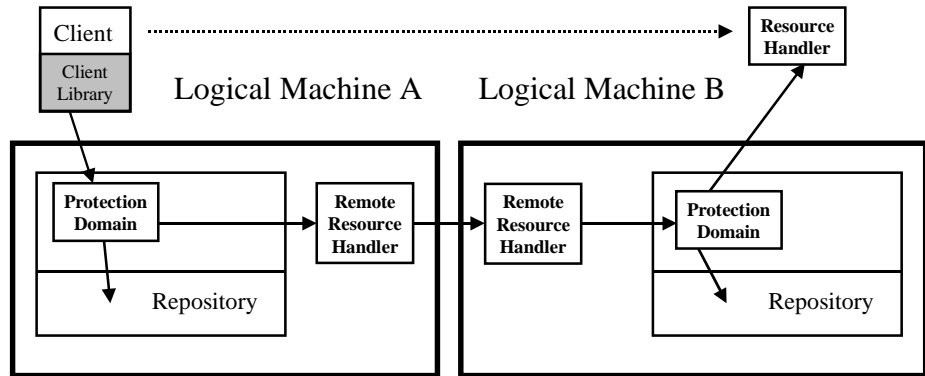 Client
Client
Library
Resource
Handler
Logical Machine A
Logical Machine B
Protection
Domain
Remote
Resource
Handler
Remote
Resource
Handler
Protection
Domain
Repository
Repository